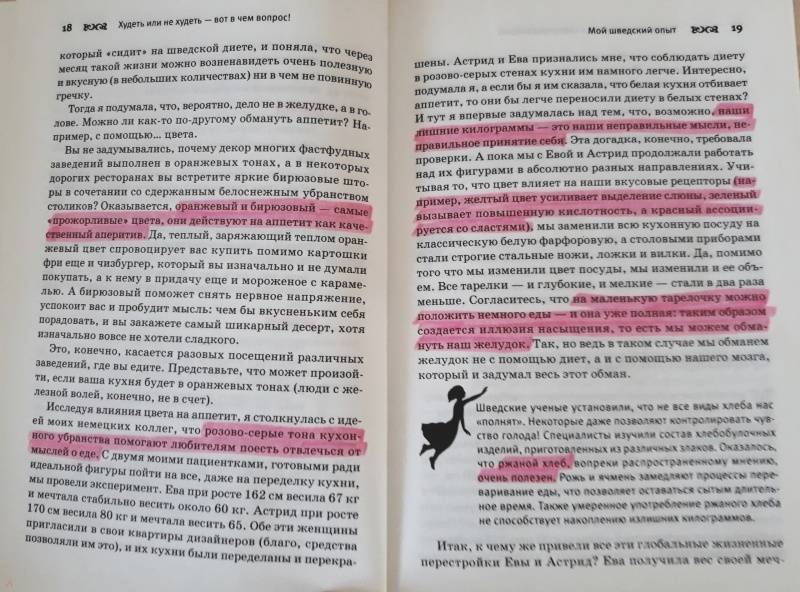 18 Худеть или не худеть — вот в чем вопрос!
который «сидит» на шведской диете, и поняла, что через
месяц такой жизни можно возненавидеть очень полезную
и вкусную (в небольших количествах) ни в чем не повинную
гречку.
Тогда я подумала, что, вероятно, дело не в желудке, а в го-
лове. Можно ли как-то по-другому обмануть аппетит? На-
пример, с помощью... цвета.
Вы не задумывались, почему декор многих фастфудных
заведений выполнен в оранжевых тонах, а в некоторых
дорогих ресторанах вы встретите яркие бирюзовые што-
ры в сочетании со сдержанным белоснежным убранством
столиков? Оказывается, оранжевый и бирюзовый — самые
«прожорливые» цвета, они действуют на аппетит как каче-
ственный аперитив. Да, теплый, заряжающий теплом оран-
жевый цвет спровоцирует вас купить помимо картошки
фри еще и чизбургер, который вы изначально и не думали
покупать, а к нему в придачу еще и мороженое с караме-
лью. А бирюзовый поможет снять нервное напряжение,
успокоит вас и пробудит мысль: чем бы вкусненьким себя
порадовать, и вы закажете самый шикарный десерт, хотя
изначально вовсе не хотели сладкого.
Это, конечно, касается разовых посещений различных
заведений, где вы едите. Представьте, что может произой-
ти, если ваша кухня будет в оранжевых тонах (люди с же-
лезной волей, конечно, не в счет).
Исследуя влияния цвета на аппетит, я столкнулась с иде-
ей моих немецких коллег, что розово-серые тона кухон-
ного убранства помогают любителям поесть отвлечься от
мыслей о еде. С двумя моими пациентками, готовыми ради
идеальной фигуры пойти на все, даже на переделку кухни,
мы провели эксперимент. Ева при росте 162 см весила 67 кг
и мечтала стабильно весить около 60 кг. Астрид при росте
170 см весила 80 кг и мечтала весить 65. Обе эти женщины
пригласили в свои квартиры дизайнеров (благо, средства
позволяли им это), и их кухни были переделаны и перекра-
Мой шведский опыт 19
шены. Астрид и Ева признались мне, что соблюдать диету
в розово-серых стенах кухни им намного легче. Интересно,
подумала я, а если бы я им сказала, что белая кухня отбивает
аппетит, то они бы легче переносили диету в белых стенах?
И тут я впервые задумалась над тем, что, возможно, наши
лишние килограммы — это наши неправильные мысли, не-
правильное принятие себя. Эта догадка, конечно, требовала
проверки. А пока мы с Евой и Астрид продолжали работать
над их фигурами в абсолютно разных направлениях. Учи-
тывая то, что цвет влияет на наши вкусовые рецепторы (на-
пример, желтый цвет усиливает выделение слюны, зеленый
вызывает повышенную кислотность, а красный ассоции-
руется со сластями), мы заменили всю кухонную посуду на
классическую белую фарфоровую, а столовыми приборами
стали строгие стальные ножи, ложки и вилки. Да, помимо
того что мы изменили цвет посуды, мы изменили и ее объ-
ем. Все тарелки — и глубокие, и мелкие — стали в два раза
меньше. Согласитесь, что на маленькую тарелочку можно
положить немного еды — и она уже полная: таким образом
создается иллюзия насыщения, то есть мы можем обма-
нуть наш желудок. Так, но ведь в таком случае мы обманем
желудок не с помощью диет, а и с помощью нашего мозга,
который и задумал весь этот обман.
Шведские ученые установили, что не все виды хлеба нас
«полнят». Некоторые даже позволяют контролировать чув-
ство голода! Специалисты изучили состав хлебобулочных
изделий, приготовленных из различных злаков. Оказалось,
что ржаной хлеб, вопреки распространенному мнению,
очень полезен. Рожь и ячмень замедляют процессы пере-
варивание еды, что позволяет оставаться сытым длитель-
ное время. Также умеренное употребление ржаного хлеба
не способствует накоплению излишних килограммов.
Итак, к чему же привели все эти глобальные жизненные
перестройки Евы и Астрид? Ева получила вес своей меч-